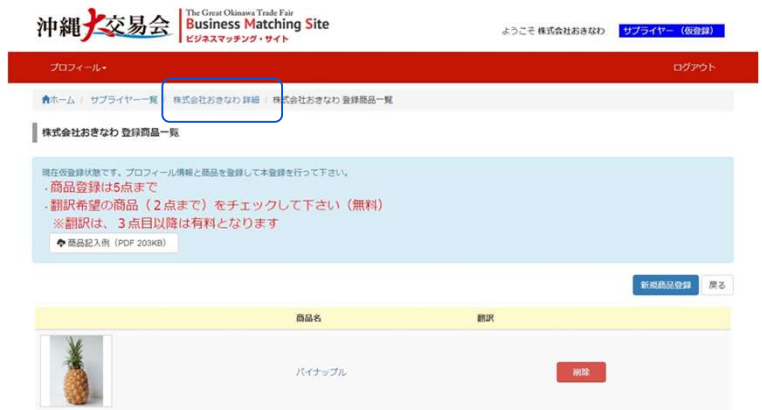 沖縄大交易会
The Great Okinawa Trade Fair
Business Matching Site
ビジネスマッチング・サイト
ようこそ 株式会社おきなわ サプライヤー（仮登録）
プロフィール ログアウト
ホーム / サプライヤー一覧 / 株式会社おきなわ 詳細 / 株式会社おきなわ 登録商品一覧
株式会社おきなわ 登録商品一覧
現在仮登録状態です。プロフィール情報と商品を登録して本登録を行って下さい。
・商品登録は5点まで
・翻訳希望の商品（２点まで）をチェックして下さい（無料）
※翻訳は、３点目以降は有料となります
商品記入例（PDF 203KB）
新規商品登録 戻る
商品名 翻訳
パイナップル 削除